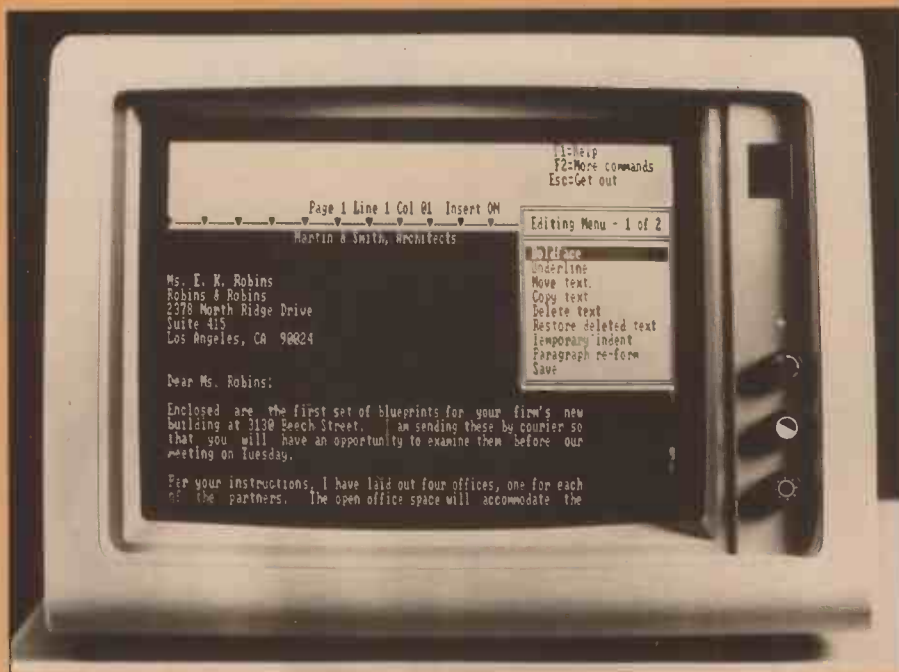 F1=Help
F2=More commands
Esc=Get out
Page 1 Line 1 Col 01 Insert ON
Martin & Smith, Architects
Editing Menu - 1 of 2
Boldface
Underline
Move text.
Copy text
Delete text
Restore deleted text
Temporary indent
Paragraph re-form
Save
Ms. E. K. Robins
Robins & Robins
2378 North Ridge Drive
Suite 415
Los Angeles, CA 90024
Dear Ms. Robins:
Enclosed are the first set of blueprints for your firm's new
building at 3130 Beech Street. I am sending these by courier so
that you will have an opportunity to examine them before our
meeting on Tuesday.
Per your instructions, I have laid out four offices, one for each
of the partners. The open office space will accommodate the